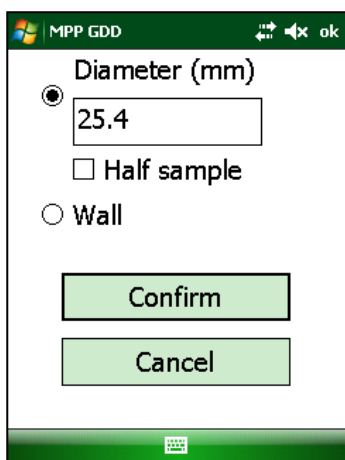 MPP GDD ok
Diameter (mm)
25.4
Half sample
Wall
Confirm
Cancel